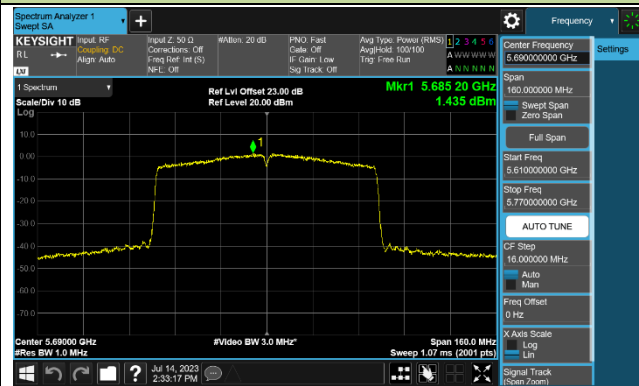 Spectrum Analyzer 1
Swept SA
Frequency
KEYSIGHT
RL
LXI
Input: RF
Coupling: DC
Align: Auto
Input Z: 50 Ω
Corrections: Off
Freq Ref: Int (S)
NFE: Off
#Atten: 20 dB
PNO: Fast
Gate: Off
IF Gain: Low
Sig Track: Off
Avg Type: Power (RMS)
Avg|Hold: 100/100
Trig: Free Run
1 2 3 4 5 6
A W W W W W
A N N N N N
1 Spectrum
Scale/Div 10 dB
Log
Ref Lvl Offset 23.00 dB
Ref Level 20.00 dBm
Mkr1 5.685 20 GHz
1.435 dBm
1
10.0
0.00
-10.0
-20.0
-30.0
-40.0
-50.0
-60.0
-70.0
Center 5.69000 GHz
#Res BW 1.0 MHz
#Video BW 3.0 MHz*
Span 160.0 MHz
Sweep 1.07 ms (2001 pts)
Jul 14, 2023
2:33:17 PM
Center Frequency
5.690000000 GHz
Span
160.000000 MHz
Swept Span
Zero Span
Full Span
Start Freq
5.610000000 GHz
Stop Freq
5.770000000 GHz
AUTO TUNE
CF Step
16.000000 MHz
Auto
Man
Freq Offset
0 Hz
X Axis Scale
Log
Lin
Signal Track
(Span Zoom)
Settings